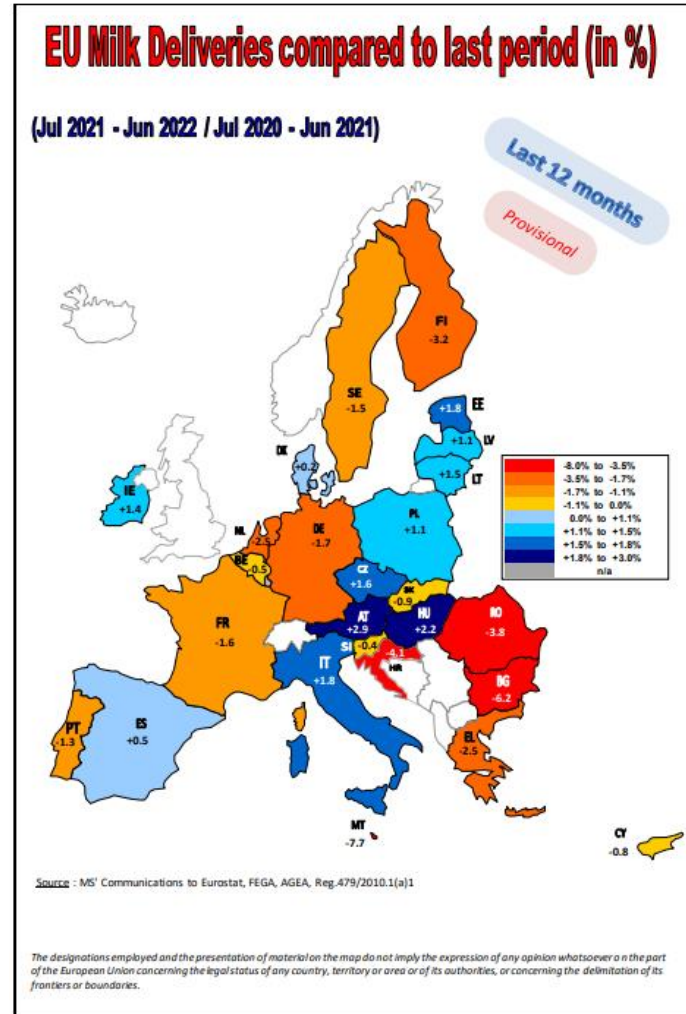 EU Milk Deliveries compared to last period (in %)
(Jul 2021 - Jun 2022 / Jul 2020 - Jun 2021)
Last 12 months
Provisional
FI
-3.2
SE
-1.5
EE
+1.8
DK
+0.2
+1.1 LV
+1.5 LT
IE
+1.4
-8.0% to -3.5%
-3.5% to -1.7%
-1.7% to -1.1%
-1.1% to 0.0%
0.0% to +1.1%
+1.1% to +1.5%
+1.5% to +1.8%
+1.8% to +3.0%
n/a
NL
-2.5
DE
-1.7
PL
+1.1
BE
-0.5
CZ
+1.6
SK
-0.9
FR
-1.6
AT
+2.9
HU
+2.2
RO
-3.8
SI -0.4
-4.1
HR
IT
+1.8
BG
-6.2
PT
-1.3
ES
+0.5
EL
-2.5
MT
-7.7
CY
-0.8
Source : MS' Communications to Eurostat, FEGA, AGEA, Reg.479/2010.1(a)1
The designations employed and the presentation of material on the map do not imply the expression of any opinion whatsoever on the part
of the European Union concerning the legal status of any country, territory or area or of its authorities, or concerning the delimitation of its
frontiers or boundaries.